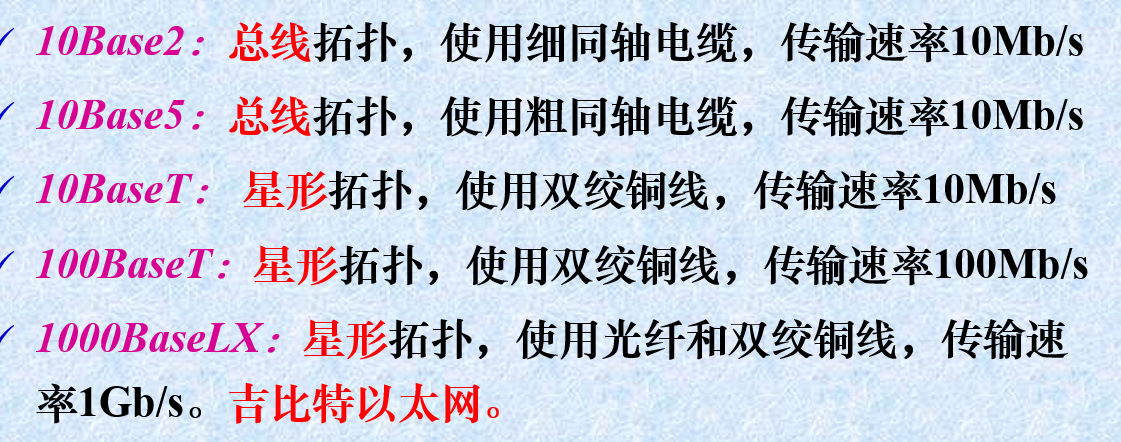 ✓ 10Base2：总线拓扑，使用细同轴电缆，传输速率10Mb/s
✓ 10Base5：总线拓扑，使用粗同轴电缆，传输速率10Mb/s
✓ 10BaseT：星形拓扑，使用双绞铜线，传输速率10Mb/s
✓ 100BaseT：星形拓扑，使用双绞铜线，传输速率100Mb/s
✓ 1000BaseLX：星形拓扑，使用光纤和双绞铜线，传输速
率1Gb/s。吉比特以太网。